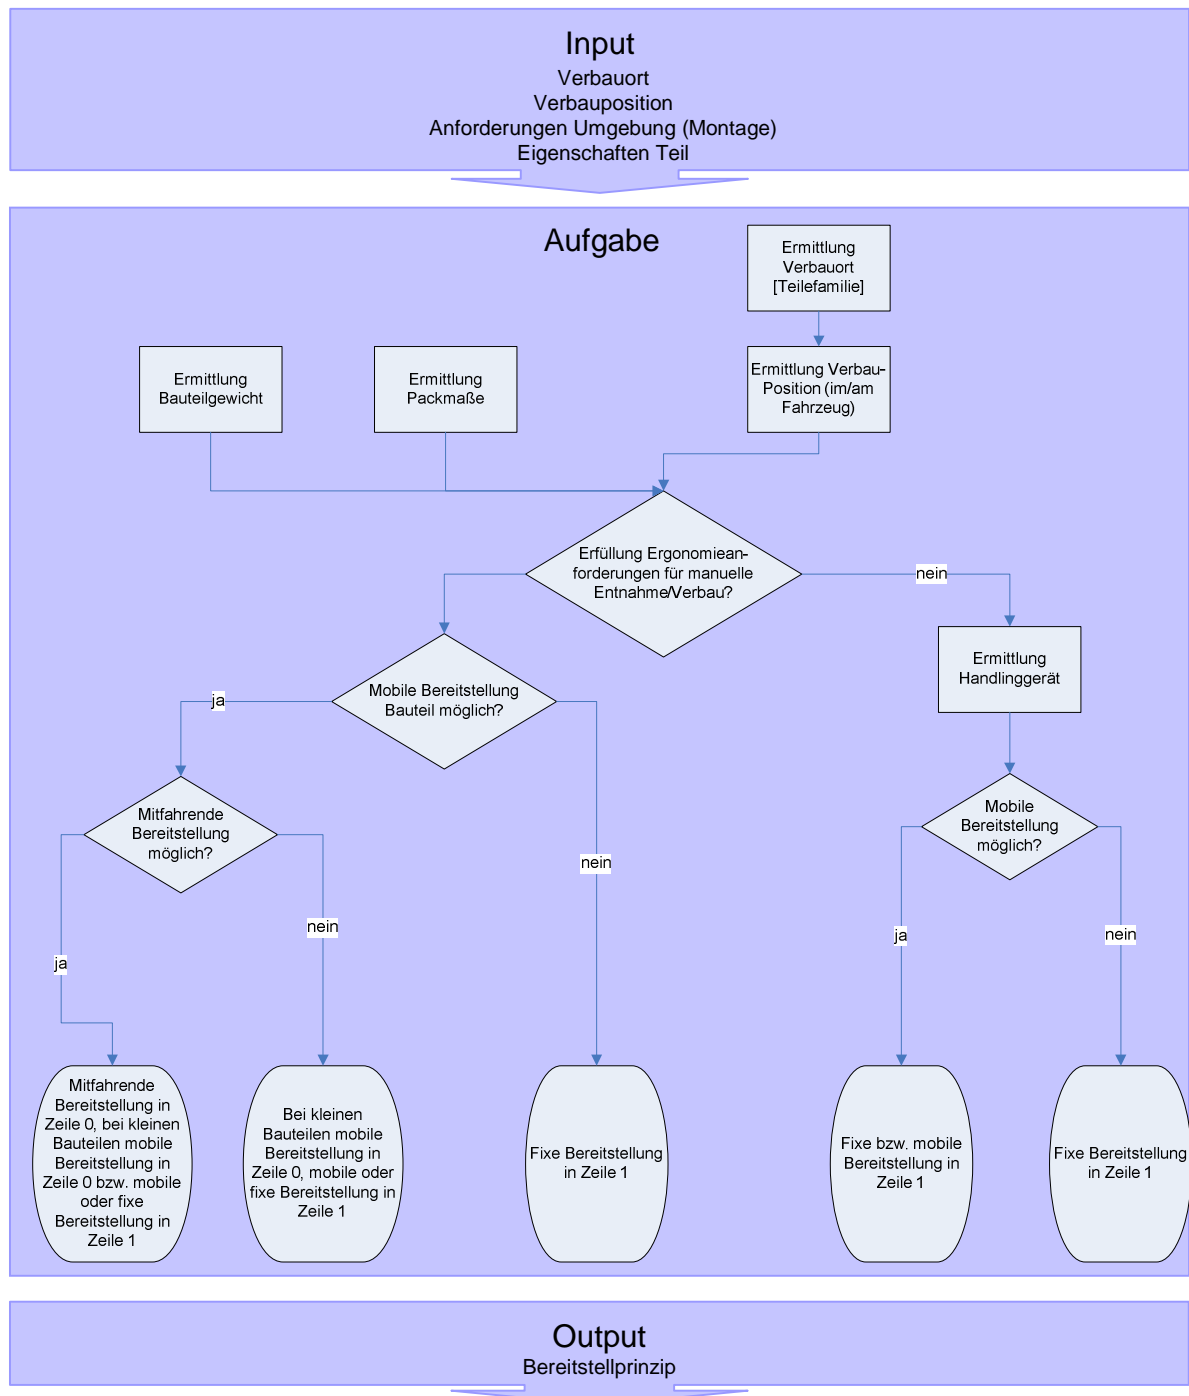 Input
Verbauort
Verbauposition
Anforderungen Umgebung (Montage)
Eigenschaften Teil
Aufgabe
Ermittlung
Verbauort
[Teilefamilie]
Ermittlung
Bauteilgewicht
Ermittlung
Packmaße
Ermittlung Verbau-
Position (im/am
Fahrzeug)
Erfüllung Ergonomiean-
forderungen für manuelle
Entnahme/Verbau?
nein
Ermittlung
Handlinggerät
Mobile Bereitstellung
Bauteil möglich?
ja
nein
Mitfahrende
Bereitstellung
möglich?
Mobile
Bereitstellung
möglich?
ja
nein
ja
nein
Mitfahrende
Bereitstellung in
Zeile 0, bei kleinen
Bauteilen mobile
Bereitstellung in
Zeile 0 bzw. mobile
oder fixe
Bereitstellung in
Zeile 1
Bei kleinen
Bauteilen mobile
Bereitstellung in
Zeile 0, mobile oder
fixe Bereitstellung in
Zeile 1
Fixe Bereitstellung
in Zeile 1
Fixe bzw. mobile
Bereitstellung in
Zeile 1
Fixe Bereitstellung
in Zeile 1
Output
Bereitstellprinzip